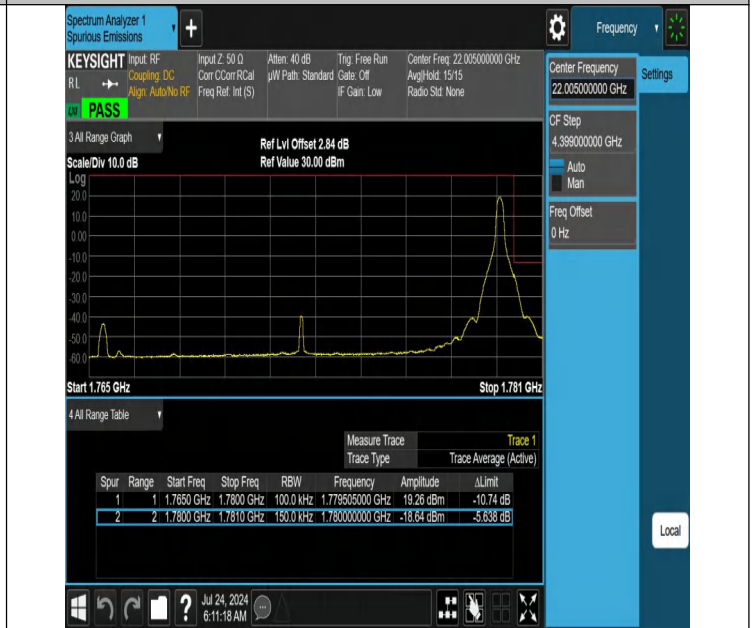 Spectrum Analyzer 1
Spurious Emissions
+
Frequency
KEYSIGHT
RL
Input: RF
Coupling: DC
Align: Auto/No RF
Input Z: 50 Ω
Corr CCorr RCal
Freq Ref: Int (S)
Atten: 40 dB
µW Path: Standard
Trig: Free Run
Gate: Off
IF Gain: Low
Center Freq: 22.005000000 GHz
Avg|Hold: 15/15
Radio Std: None
PASS
Center Frequency
22.005000000 GHz
Settings
CF Step
4.399000000 GHz
Auto
Man
Freq Offset
0 Hz
3 All Range Graph
Scale/Div 10.0 dB
Ref Lvl Offset 2.84 dB
Ref Value 30.00 dBm
Log
20.0
10.0
0.00
-10.0
-20.0
-30.0
-40.0
-50.0
-60.0
Start 1.765 GHz
Stop 1.781 GHz
4 All Range Table
Measure Trace Trace 1
Trace Type Trace Average (Active)
Spur Range Start Freq Stop Freq RBW Frequency Amplitude ΔLimit
1 1 1.7650 GHz 1.7800 GHz 100.0 kHz 1.779505000 GHz 19.26 dBm -10.74 dB
2 2 1.7800 GHz 1.7810 GHz 150.0 kHz 1.780000000 GHz -18.64 dBm -5.638 dB
Local
?
Jul 24, 2024
6:11:18 AM